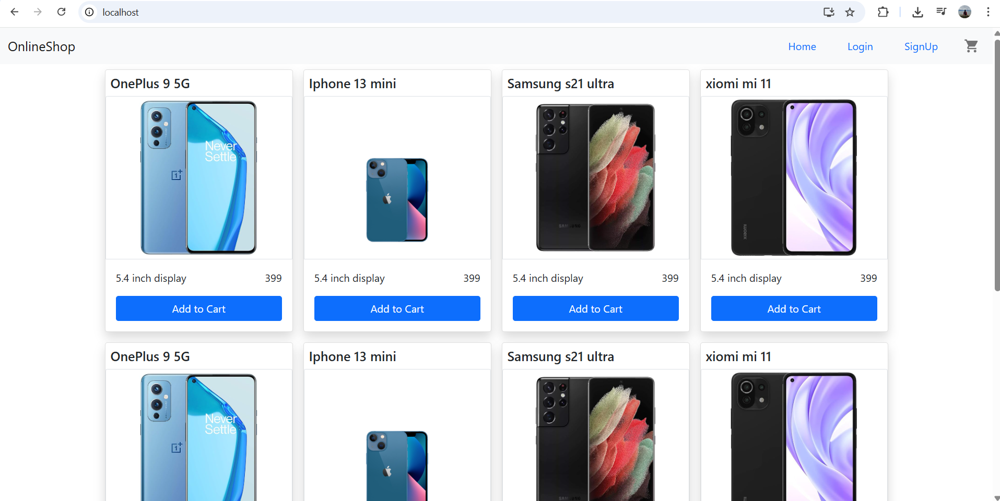 localhost
OnlineShop
Home Login SignUp
OnePlus 9 5G
Iphone 13 mini
Samsung s21 ultra
xiomi mi 11
Never
Settle
SAMSUNG
xiaomi
5.4 inch display 399
5.4 inch display 399
5.4 inch display 399
5.4 inch display 399
Add to Cart
Add to Cart
Add to Cart
Add to Cart
OnePlus 9 5G
Iphone 13 mini
Samsung s21 ultra
xiomi mi 11
Never
Settle